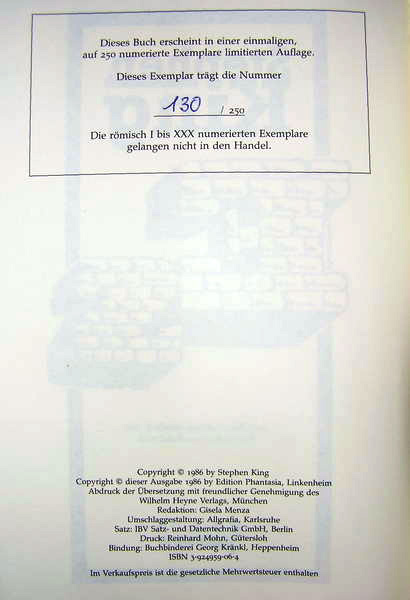 Dieses Buch erscheint in einer einmaligen,
auf 250 numerierte Exemplare limitierten Auflage.
Dieses Exemplar trägt die Nummer
130 / 250
Die römisch I bis XXX numerierten Exemplare
gelangen nicht in den Handel.
Copyright © 1986 by Stephen King
Copyright © dieser Ausgabe 1986 by Edition Phantasia, Linkenheim
Abdruck der Übersetzung mit freundlicher Genehmigung des
Wilhelm Heyne Verlags, München
Redaktion: Gisela Menza
Umschlaggestaltung: Allgrafia, Karlsruhe
Satz: IBV Satz- und Datentechnik GmbH, Berlin
Druck: Reinhard Mohn, Gütersloh
Bindung: Buchbinderei Georg Kränkl, Heppenheim
ISBN 3-924959-06-4
Im Verkaufspreis ist die gesetzliche Mehrwertsteuer enthalten